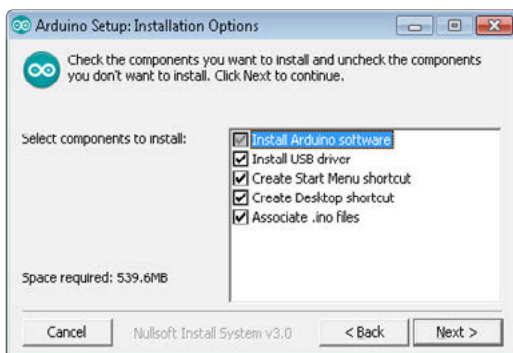 Arduino Setup: Installation Options
Check the components you want to install and uncheck the components
you don't want to install. Click Next to continue.
Select components to install:
Install Arduino software
Install USB driver
Create Start Menu shortcut
Create Desktop shortcut
Associate .ino files
Space required: 539.6MB
Cancel
Nullsoft Install System v3.0
< Back
Next >